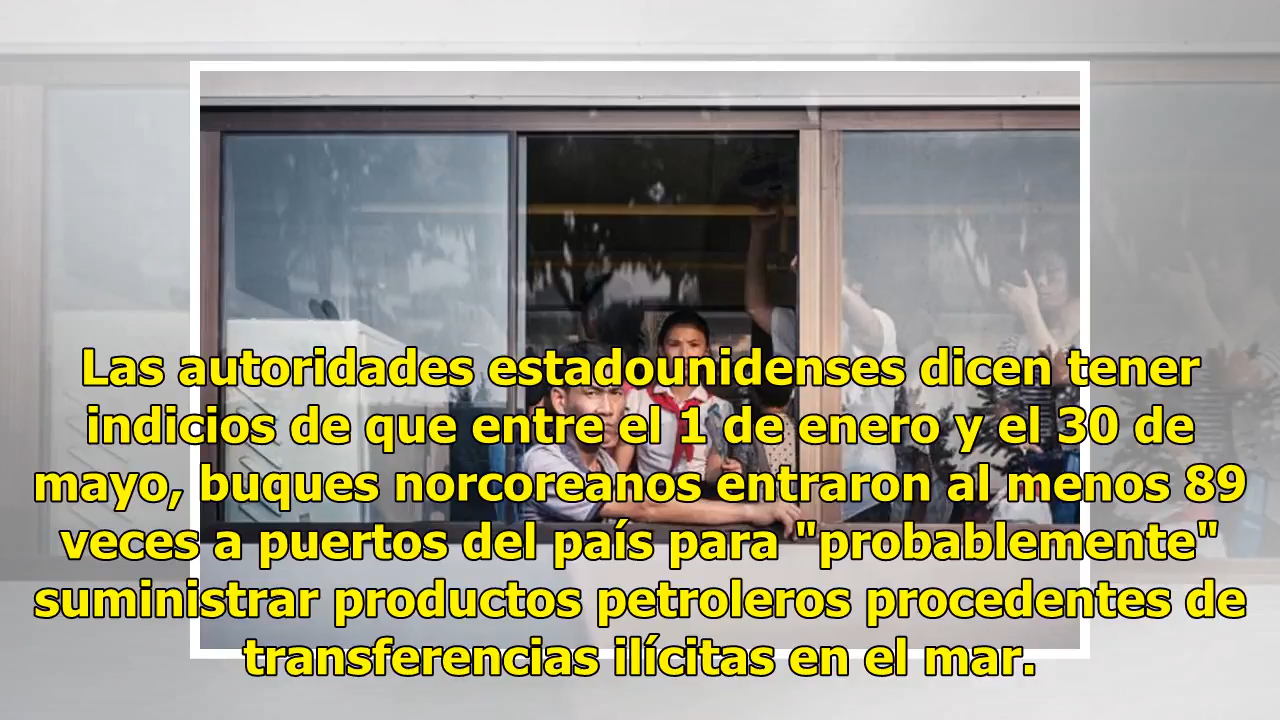 Las autoridades estadounidenses dicen tener
indicios de que entre el 1 de enero y el 30 de
mayo, buques norcoreanos entraron al menos 89
veces a puertos del país para "probablemente"
suministrar productos petroleros procedentes de
transferencias ilícitas en el mar.